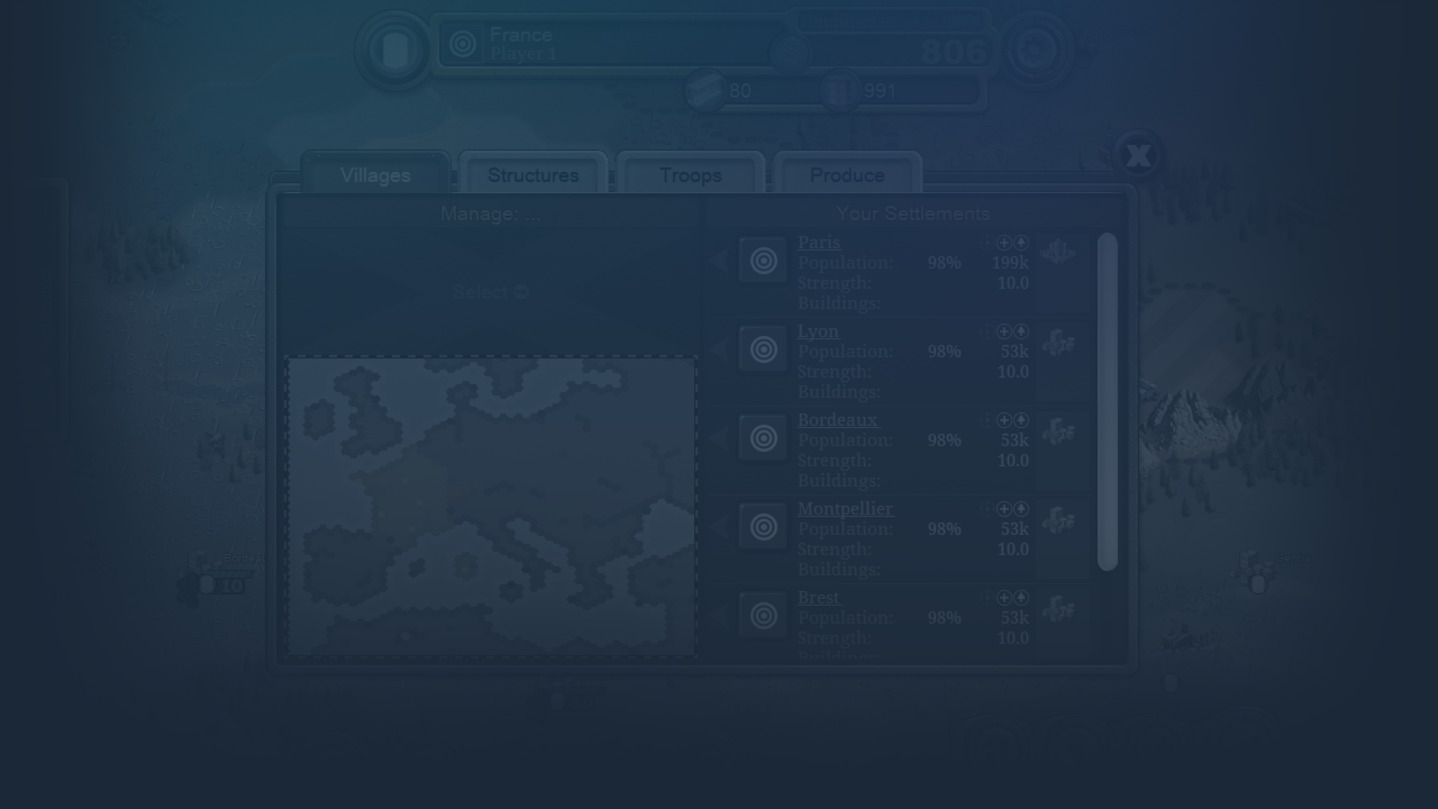 France
Player 1
806
80
991
Villages
Structures
Troops
Produce
X
Manage: ...
Your Settlements
Select
Paris
Population: 98% 199k
Strength: 10.0
Buildings:
Lyon
Population: 98% 53k
Strength: 10.0
Buildings:
Bordeaux
Population: 98% 53k
Strength: 10.0
Buildings:
Montpellier
Population: 98% 53k
Strength: 10.0
Buildings:
Brest
Population: 98% 53k
Strength: 10.0
Buildings:
10